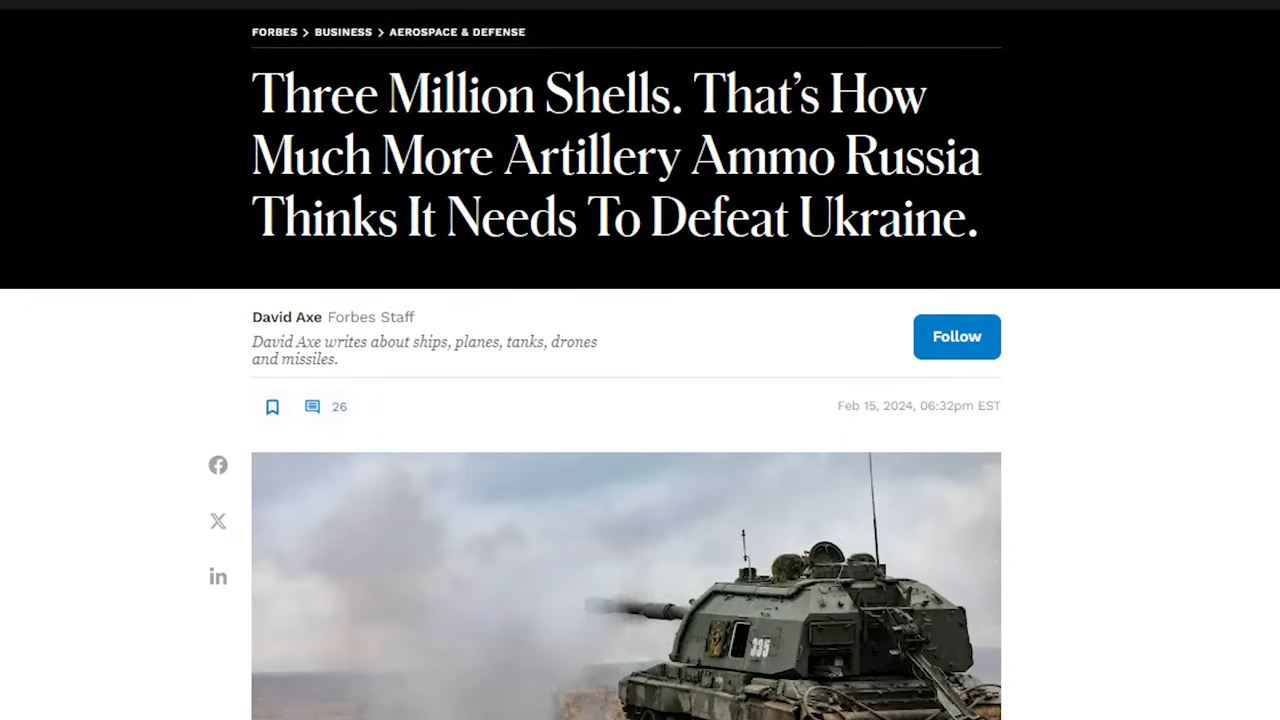 FORBES > BUSINESS > AEROSPACE & DEFENSE
Three Million Shells. That's How
Much More Artillery Ammo Russia
Thinks It Needs To Defeat Ukraine.
David Axe Forbes Staff
David Axe writes about ships, planes, tanks, drones
and missiles.
Follow
26
Feb 15, 2024, 06:32pm EST
335